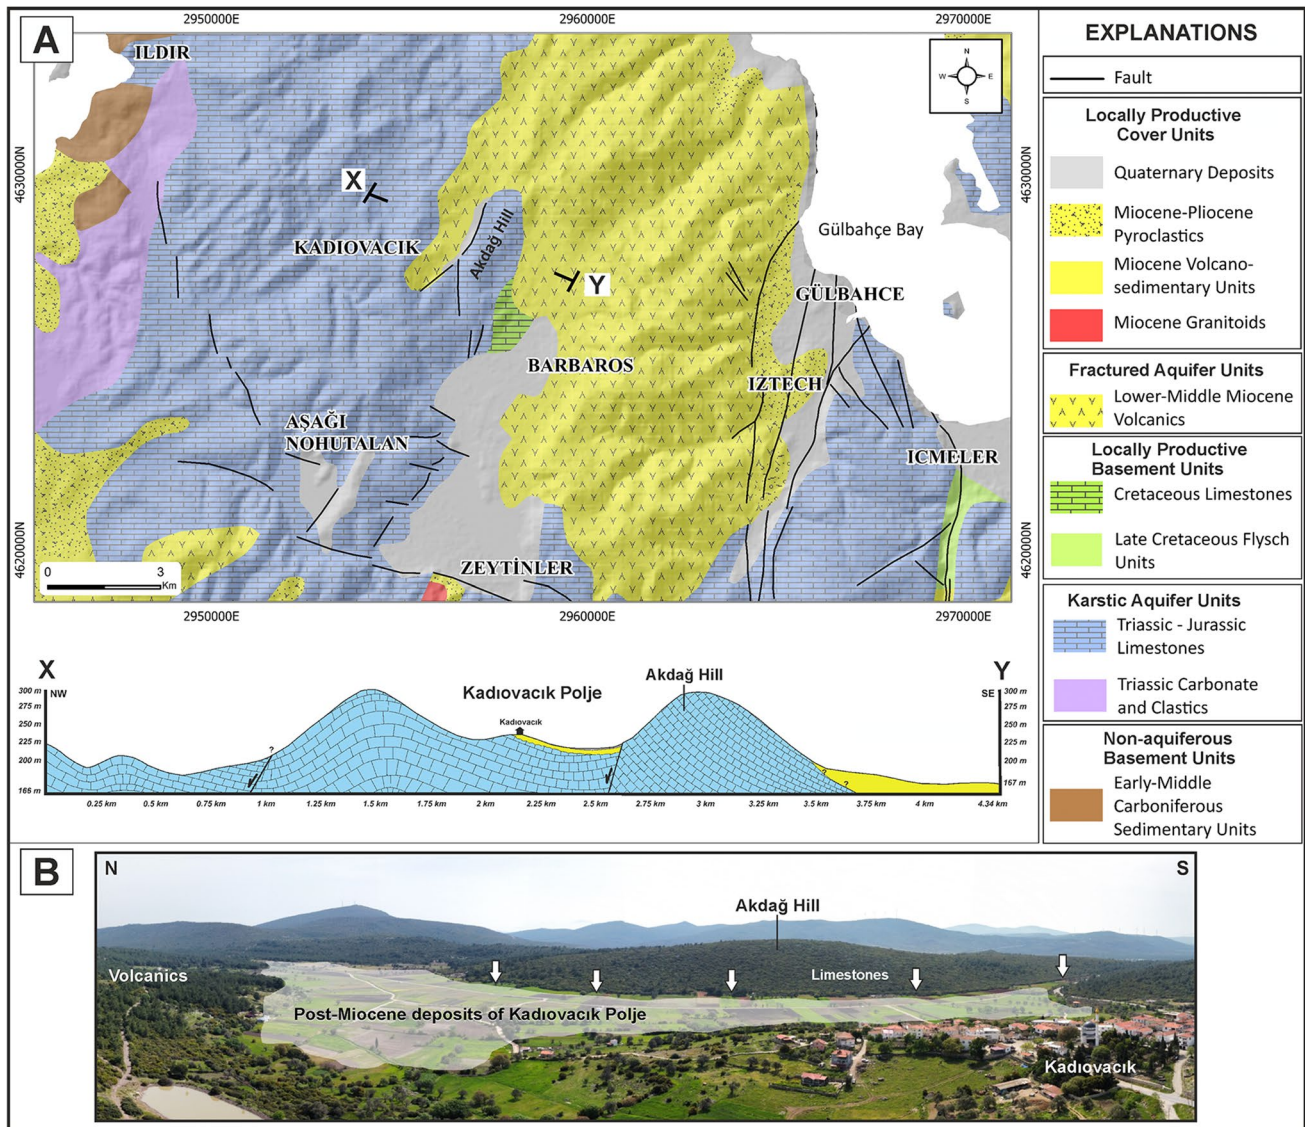 A
2950000E
2960000E
2970000E
4630000N
4620000N
4630000N
4620000N
ILDIR
N
W
E
S
X
KADIOVACIK
Akdağ Hill
Y
Gülbahçe Bay
GÜLBAHCE
BARBAROS
IZTECH
AŞAĞI
NOHUTALAN
ICMELER
ZEYTİNLER
0
3
Km
2950000E
2960000E
2970000E
EXPLANATIONS
Fault
Locally Productive
Cover Units
Quaternary Deposits
Miocene-Pliocene
Pyroclastics
Miocene Volcano-
sedimentary Units
Miocene Granitoids
Fractured Aquifer Units
Lower-Middle Miocene
Volcanics
Locally Productive
Basement Units
Cretaceous Limestones
Late Cretaceous Flysch
Units
Karstic Aquifer Units
Triassic - Jurassic
Limestones
Triassic Carbonate
and Clastics
Non-aquiferous
Basement Units
Early-Middle
Carboniferous
Sedimentary Units
X
Y
NW
SE
300 m
275 m
250 m
225 m
200 m
165 m
Kadıovacık Polje
Kadıovacık
Akdağ Hill
?
?
?
300 m
275 m
250 m
225 m
200 m
167 m
0.25 km
0.5 km
0.75 km
1 km
1.25 km
1.5 km
1.75 km
2 km
2.25 km
2.5 km
2.75 km
3 km
3.25 km
3.5 km
3.75 km
4 km
4.34 km
B
N
S
Akdağ Hill
Volcanics
Limestones
Post-Miocene deposits of Kadıovacık Polje
Kadıovacık